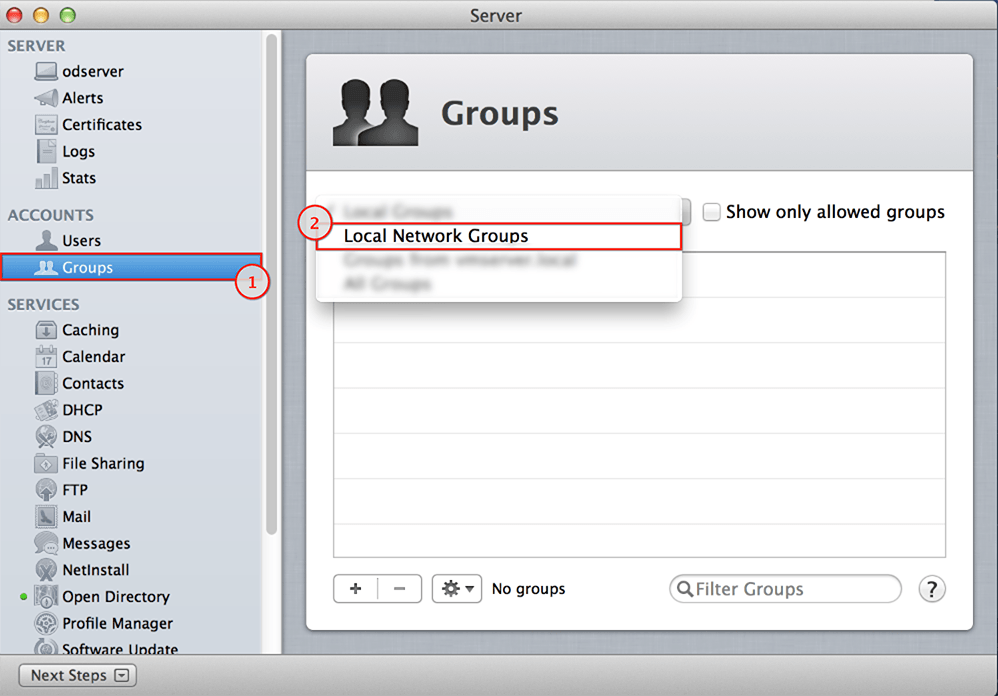 Server
SERVER
odserver
Alerts
Certificates
Logs
Stats
ACCOUNTS
Users
Groups
1
SERVICES
Caching
17
Calendar
Contacts
DHCP
DNS
File Sharing
FTP
Mail
Messages
NetInstall
Open Directory
Profile Manager
Software Update
Next Steps
Groups
Local Groups
Show only allowed groups
2
Local Network Groups
Groups from vmserver.local
All Groups
No groups
Filter Groups
?